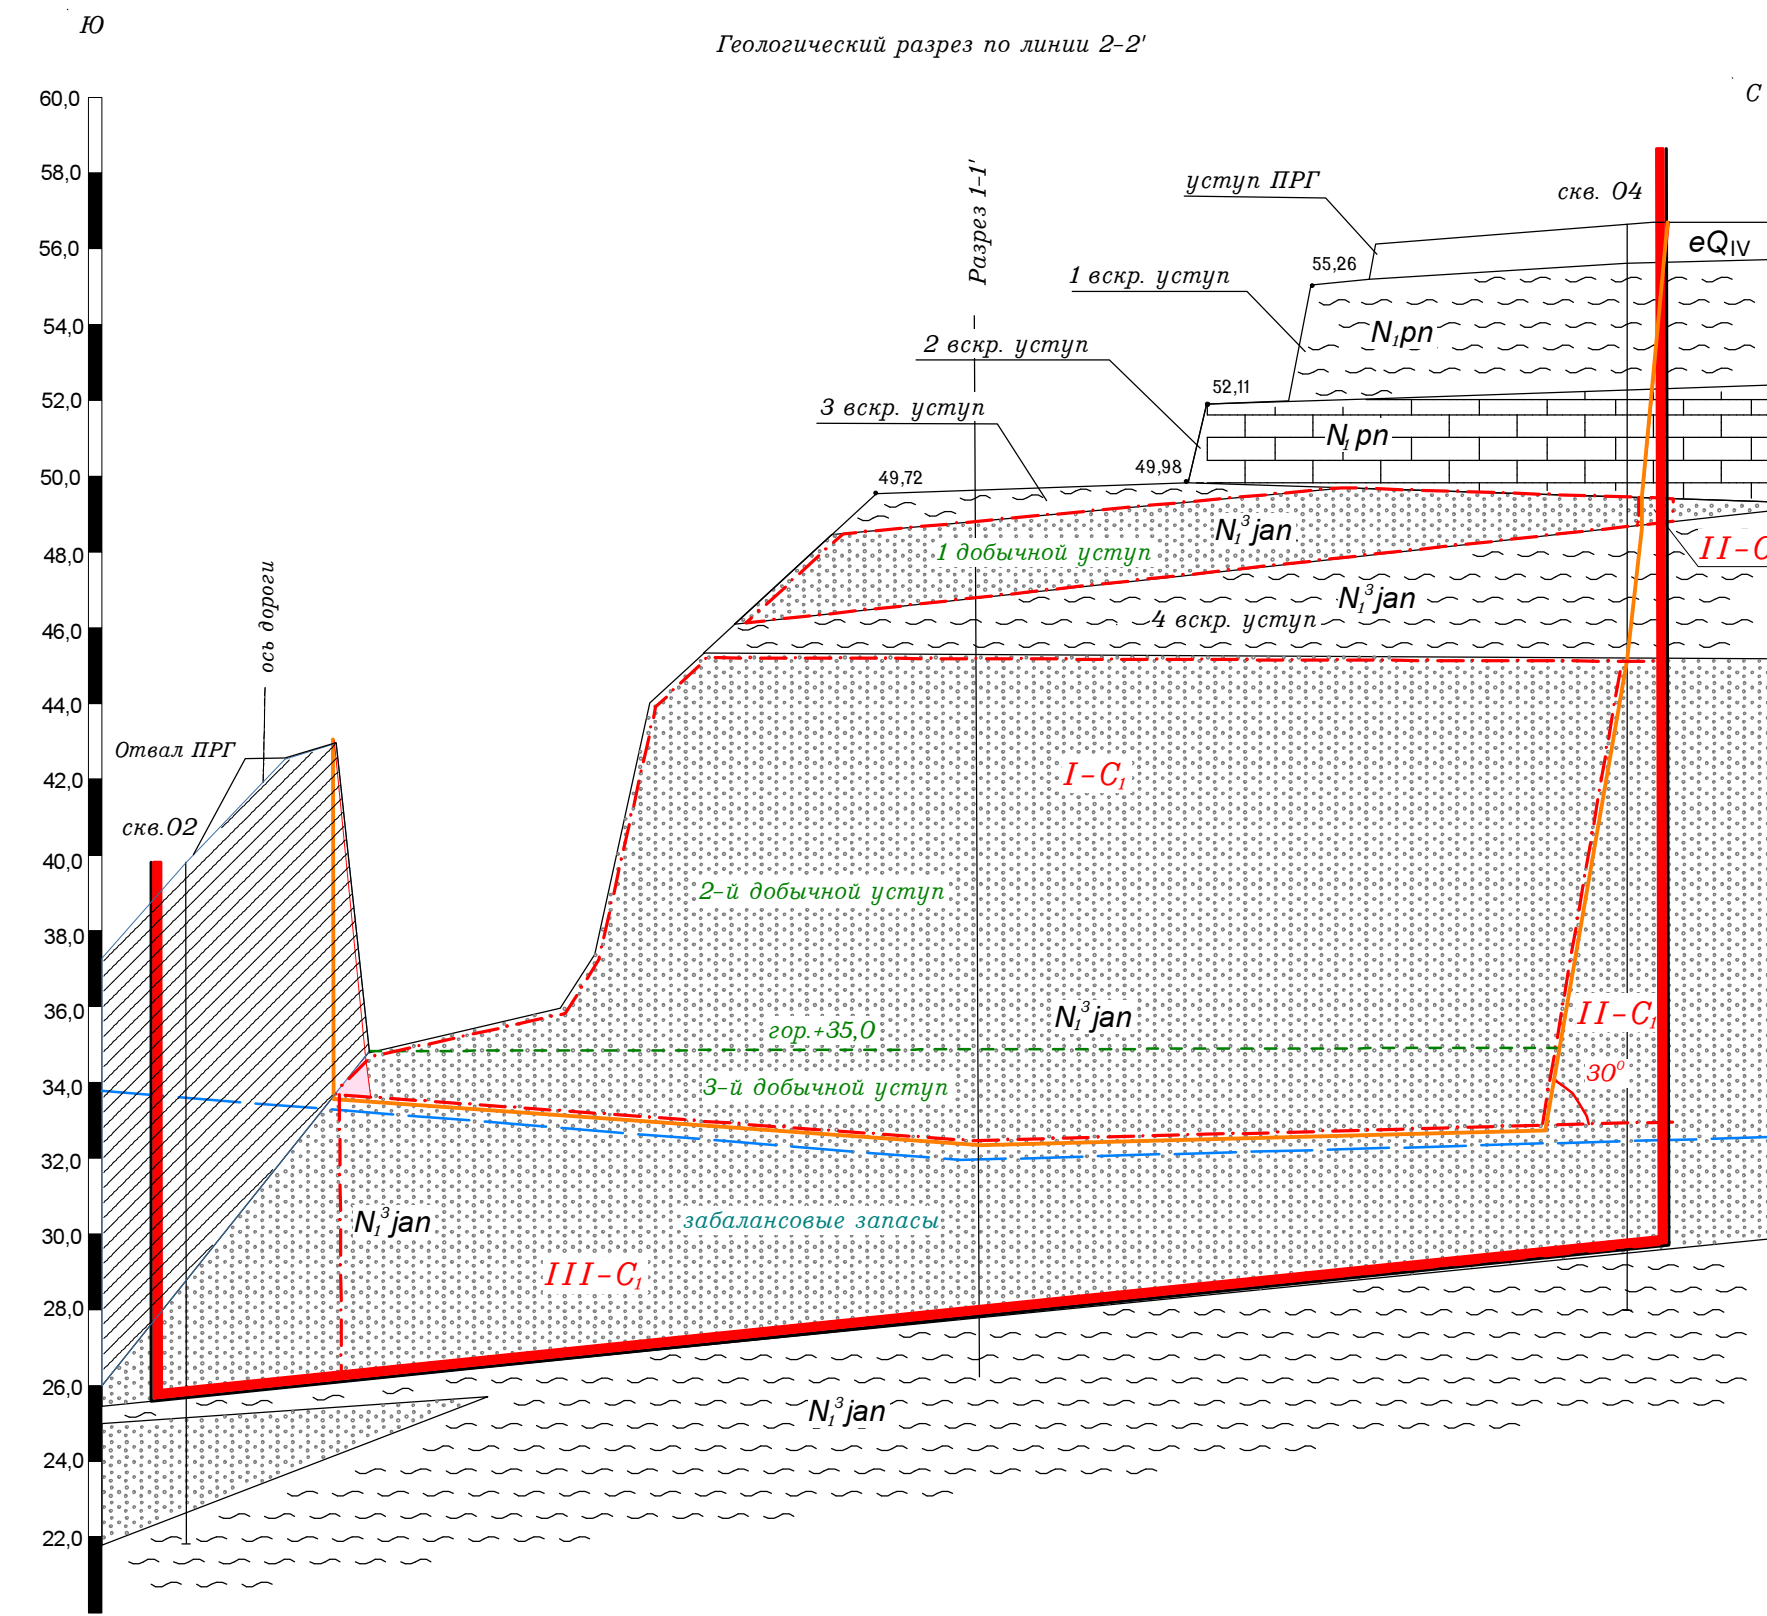 Ю
Геологический разрез по линии 2-2'
С
60,0
58,0
56,0
54,0
52,0
50,0
48,0
46,0
44,0
42,0
40,0
38,0
36,0
34,0
32,0
30,0
28,0
26,0
24,0
22,0
Разрез 1-1'
уступ ПРГ
скв. 04
eQIV
55,26
1 вскр. уступ
N₁pn
2 вскр. уступ
52,11
3 вскр. уступ
N₁pn
49,98
49,72
N₁³jan
1 добычной уступ
II-C
N₁³jan
4 вскр. уступ
ось дороги
Отвал ПРГ
I-C₁
скв.02
2-й добычной уступ
N₁³jan
II-C₁
гор.+35,0
30°
3-й добычной уступ
N₁³jan
забалансовые запасы
III-C₁
N₁³jan